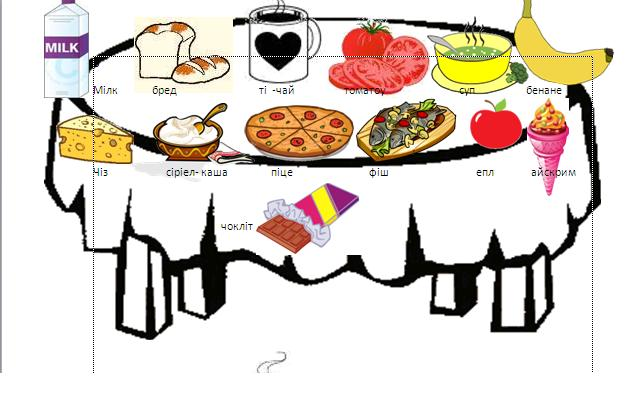 MILK
Мілк бред ті -чай томатоу суп бенане
Чіз сіріел- каша піце фіш епл айскрим
чокліт